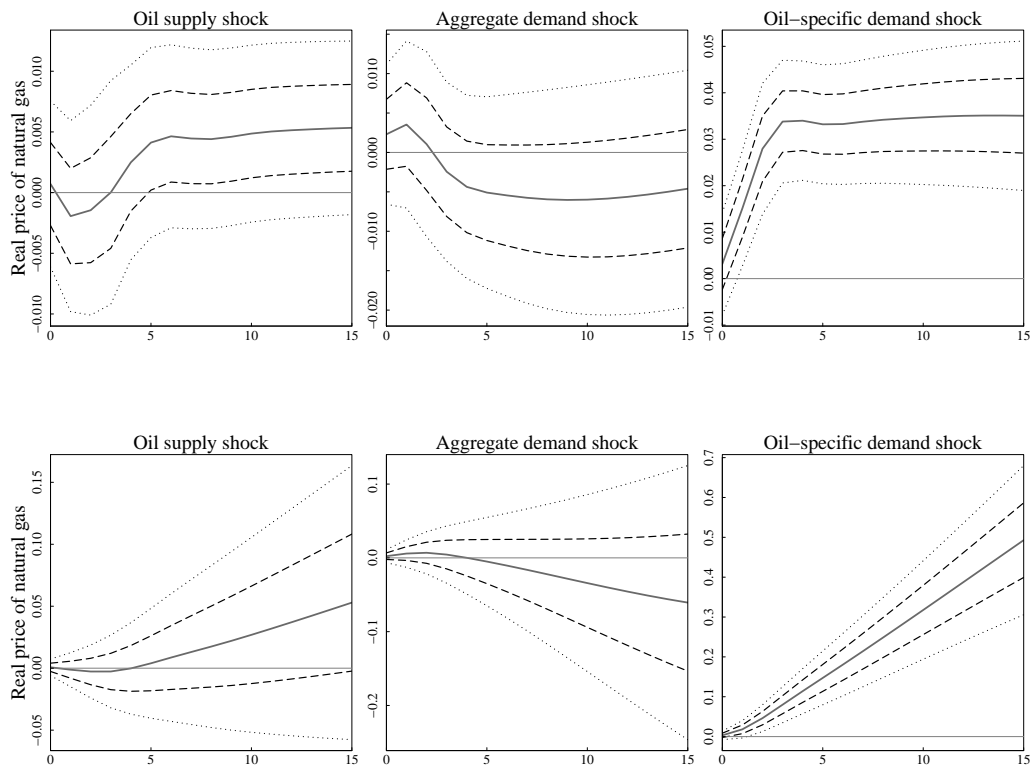 Oil supply shock
Aggregate demand shock
Oil−specific demand shock
Real price of natural gas
0.010
0.005
0.000
−0.005
−0.010
0 5 10 15
0.010
0.000
−0.010
−0.020
0 5 10 15
0.05
0.04
0.03
0.02
0.01
0.00
−0.01
0 5 10 15
Oil supply shock
Aggregate demand shock
Oil−specific demand shock
Real price of natural gas
0.15
0.10
0.05
0.00
−0.05
0 5 10 15
0.1
0.0
−0.1
−0.2
0 5 10 15
0.7
0.6
0.5
0.4
0.3
0.2
0.1
0.0
0 5 10 15